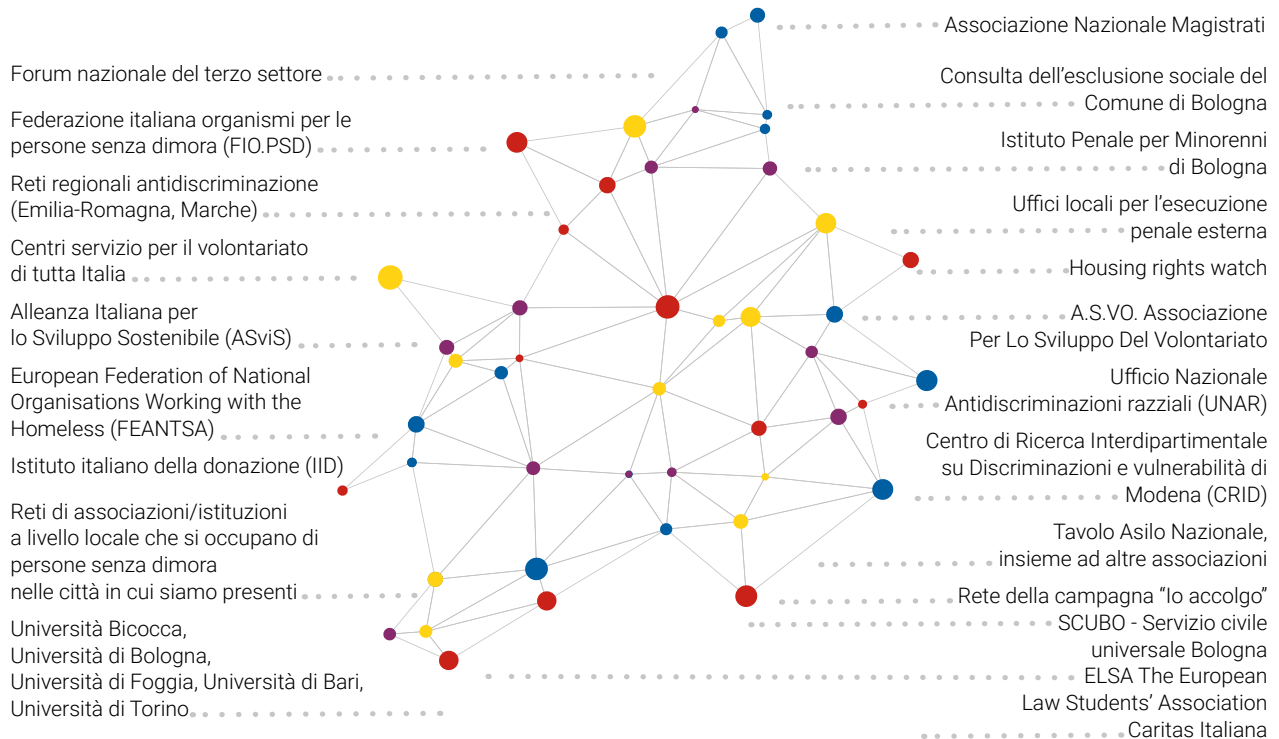 Forum nazionale del terzo settore
Federazione italiana organismi per le
persone senza dimora (FIO.PSD)
Reti regionali antidiscriminazione
(Emilia-Romagna, Marche)
Centri servizio per il volontariato
di tutta Italia
Alleanza Italiana per
lo Sviluppo Sostenibile (ASviS)
European Federation of National
Organisations Working with the
Homeless (FEANTSA)
Istituto italiano della donazione (IID)
Reti di associazioni/istituzioni
a livello locale che si occupano di
persone senza dimora
nelle città in cui siamo presenti
Università Bicocca,
Università di Bologna,
Università di Foggia, Università di Bari,
Università di Torino
Associazione Nazionale Magistrati
Consulta dell'esclusione sociale del
Comune di Bologna
Istituto Penale per Minorenni
di Bologna
Uffici locali per l'esecuzione
penale esterna
Housing rights watch
A.S.VO. Associazione
Per Lo Sviluppo Del Volontariato
Ufficio Nazionale
Antidiscriminazioni razziali (UNAR)
Centro di Ricerca Interdipartimentale
su Discriminazioni e vulnerabilità di
Modena (CRID)
Tavolo Asilo Nazionale,
insieme ad altre associazioni
Rete della campagna "Io accolgo"
SCUBO - Servizio civile
universale Bologna
ELSA The European
Law Students' Association
Caritas Italiana